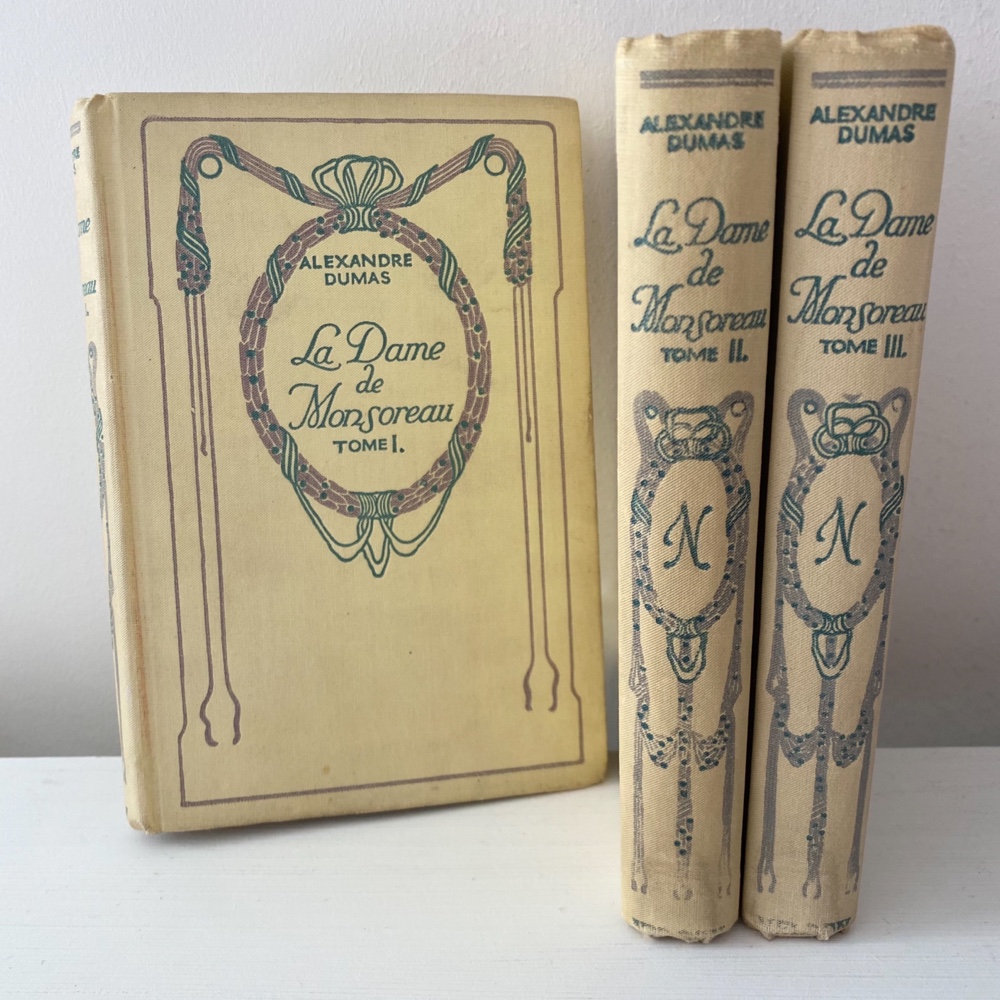 ALEXANDRE
DUMAS
La Dame
de
Monsoreau
TOME I.
ALEXANDRE
DUMAS
La Dame
de
Monsoreau
TOME II.
N
ALEXANDRE
DUMAS
La Dame
de
Monsoreau
TOME III.
N